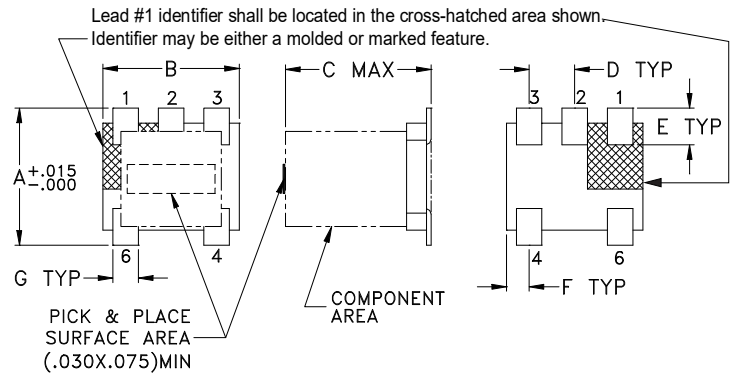 Lead #1 identifier shall be located in the cross-hatched area shown.
Identifier may be either a molded or marked feature.
B
C MAX
D TYP
1 2 3
3 2 1
E TYP
A+.015
-.000
6 4
4 6
G TYP
F TYP
PICK & PLACE
SURFACE AREA
(.030X.075)MIN
COMPONENT
AREA